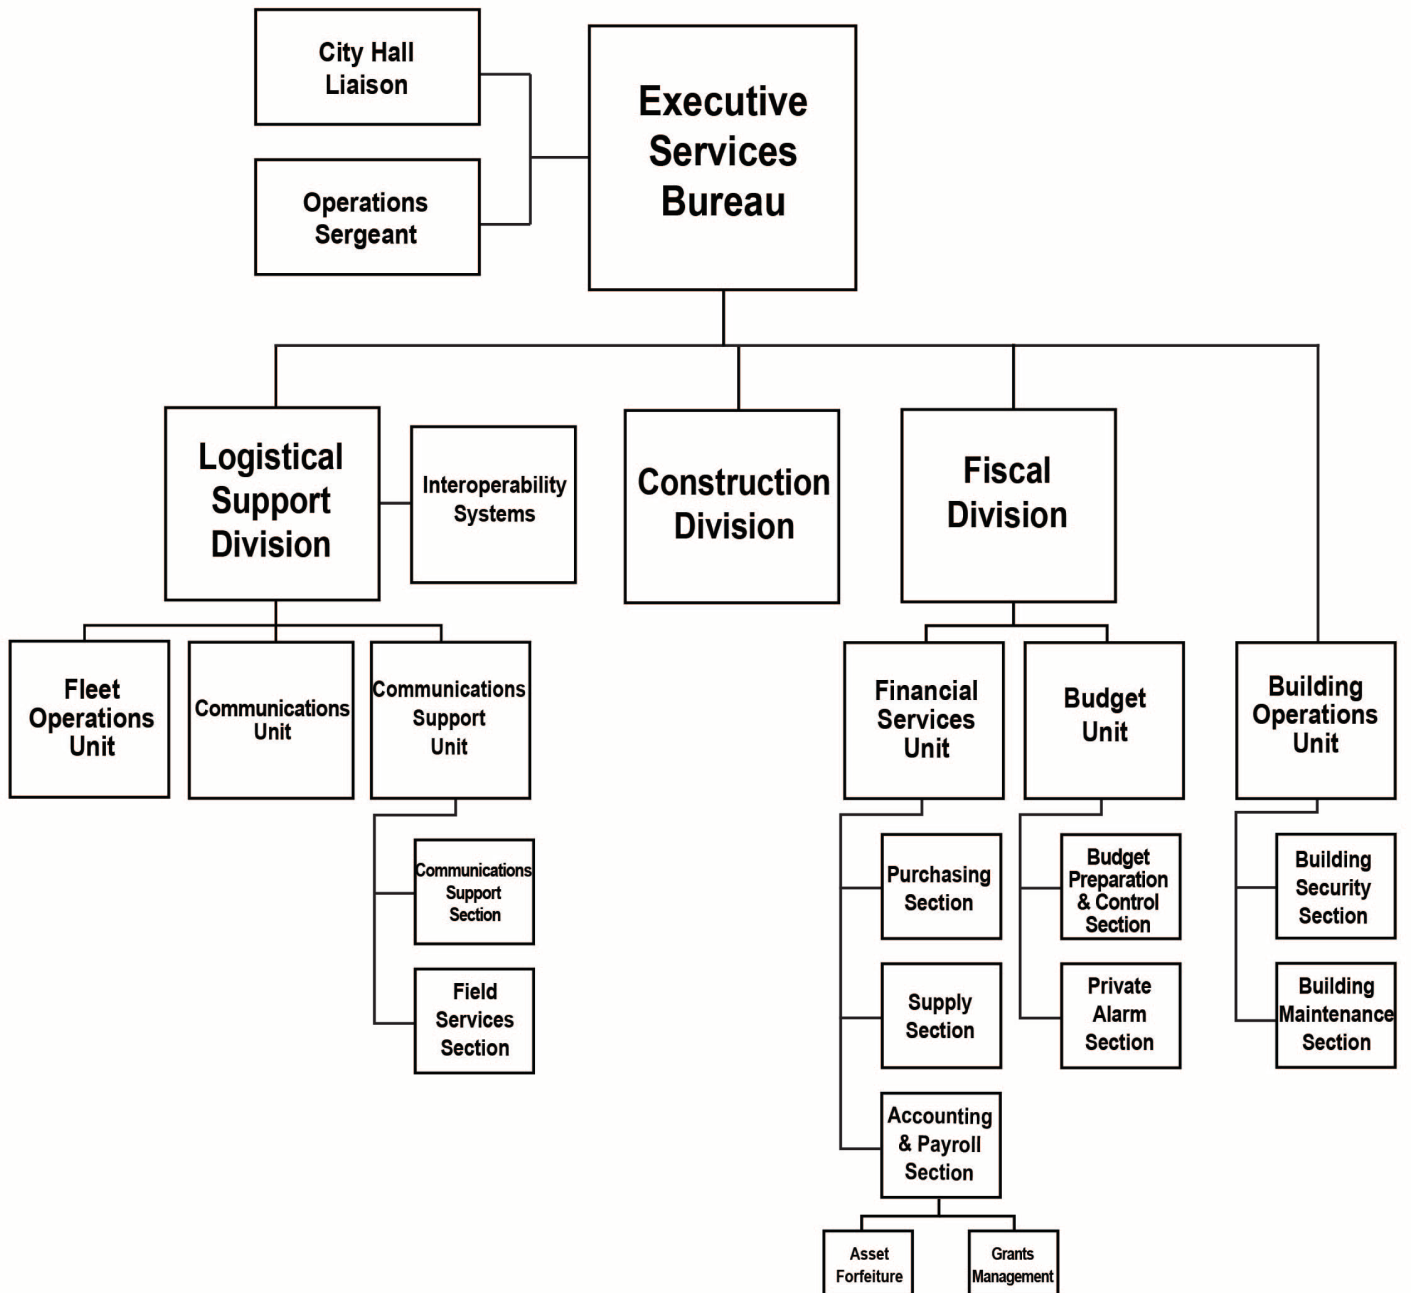 City Hall
Liaison
Executive
Services
Bureau
Operations
Sergeant
Logistical
Support
Division
Interoperability
Systems
Construction
Division
Fiscal
Division
Fleet
Operations
Unit
Communications
Unit
Communications
Support
Unit
Financial
Services
Unit
Budget
Unit
Building
Operations
Unit
Communications
Support
Section
Purchasing
Section
Budget
Preparation
& Control
Section
Building
Security
Section
Field
Services
Section
Supply
Section
Private
Alarm
Section
Building
Maintenance
Section
Accounting
& Payroll
Section
Asset
Forfeiture
Grants
Management